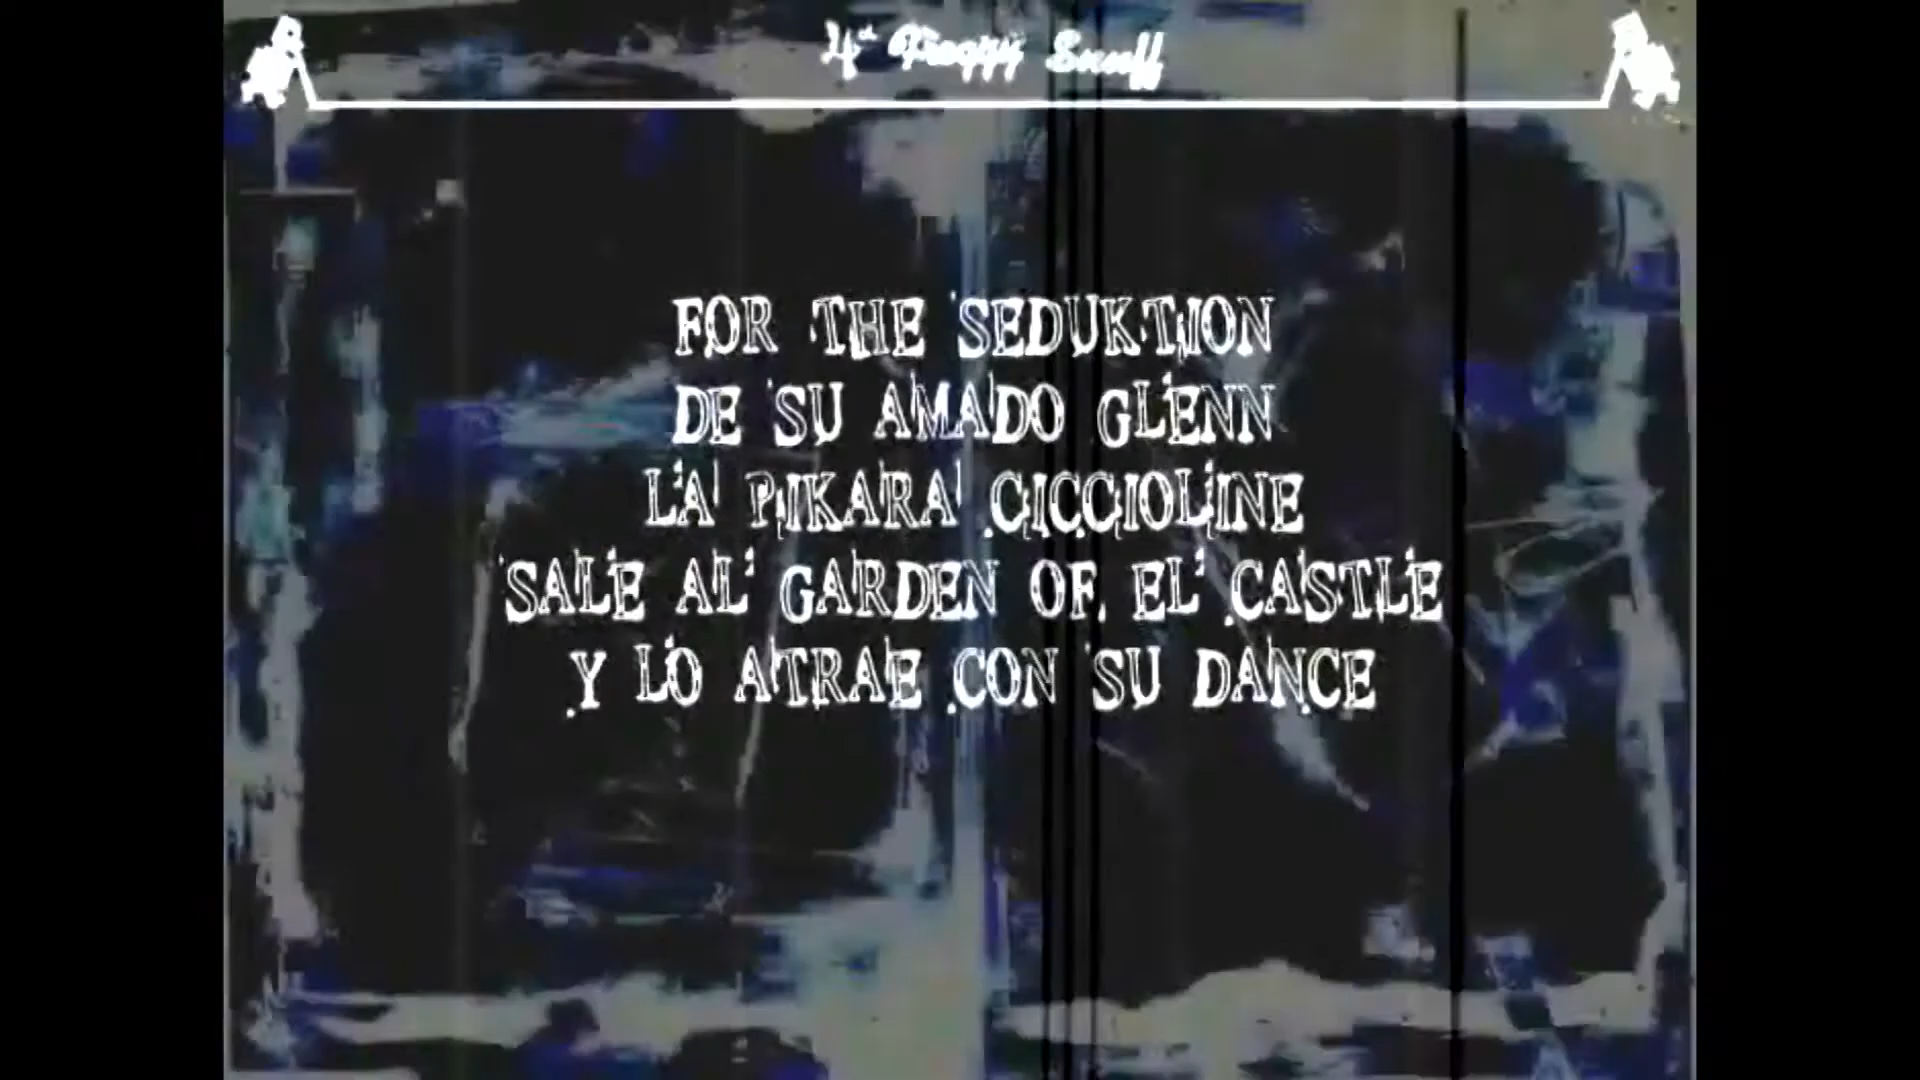 FOR THE SEDUKTION
DE SU AMADO GLENN
LA PIKARA CICCIOLINE
SALE AL GARDEN OF EL CASTLE
Y LO ATRAE CON SU DANCE